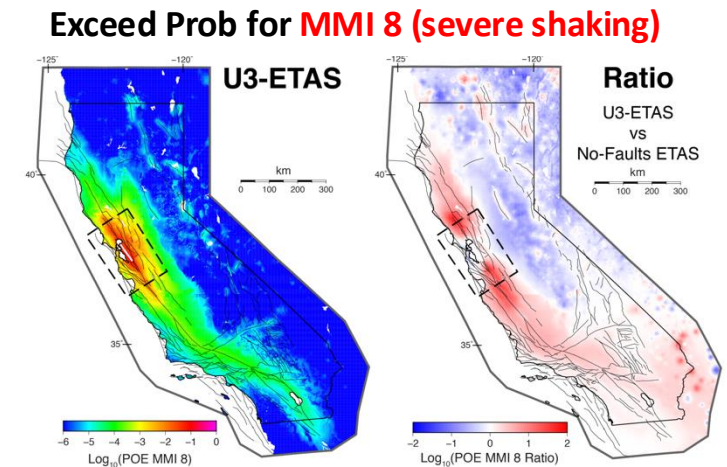 Exceed Prob for MMI 8 (severe shaking)
−125°
−120°
U3-ETAS
km
0 100 200 300
40°
35°
−6 −5 −4 −3 −2 −1 0
Log10(POE MMI 8)
−125°
−120°
Ratio
U3-ETAS
vs
No-Faults ETAS
km
0 100 200 300
40°
35°
−2 −1 0 1 2
Log10(POE MMI 8 Ratio)